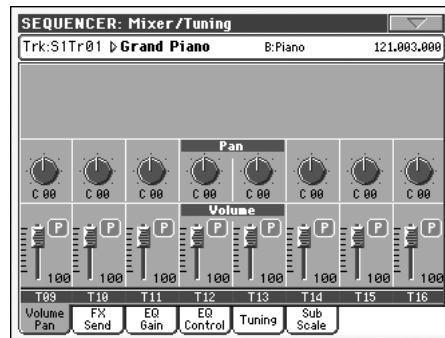 SEQUENCER: Mixer/Tuning
Trk:S1Tr01 ▷Grand Piano B:Piano 121.003.000
Pan
C 00 C 00 C 00 C 00 C 00 C 00 C 00 C 00
Volume
P P P P P P P P
100 100 100 100 100 100 100 100
T09 T10 T11 T12 T13 T14 T15 T16
Volume Pan FX Send EQ Gain EQ Control Tuning Sub Scale